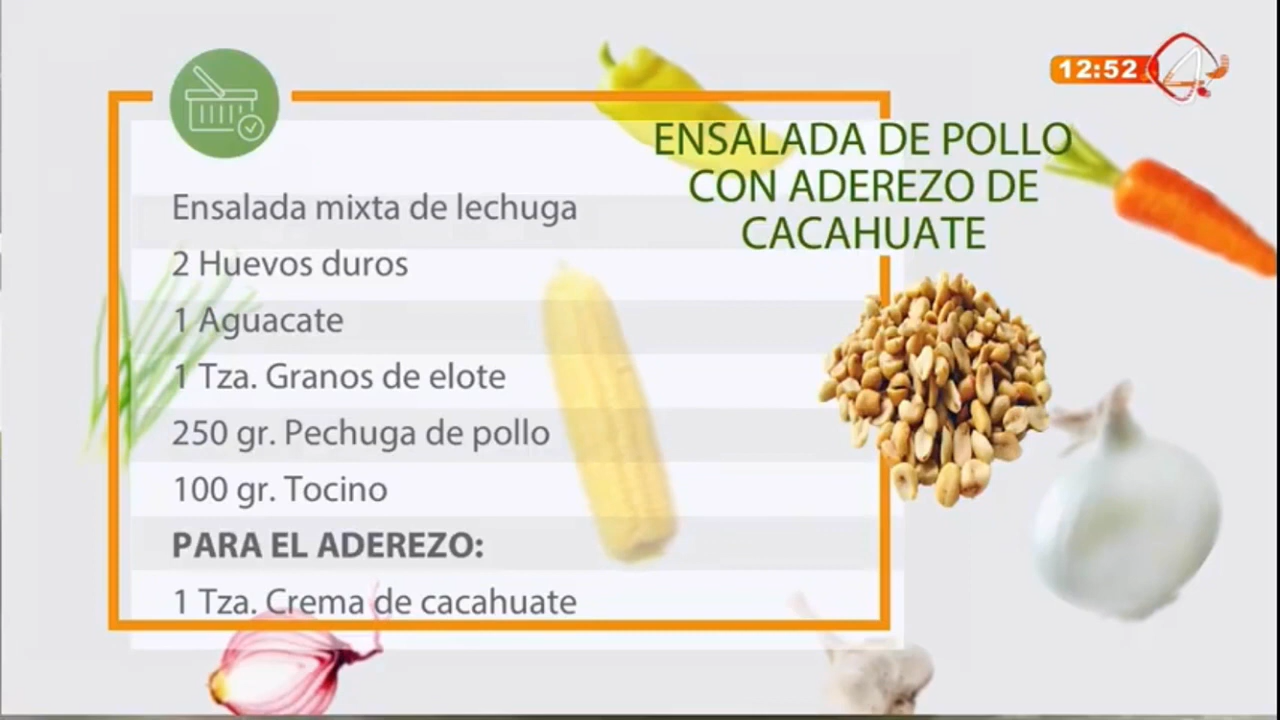 12:52
ENSALADA DE POLLO
CON ADEREZO DE
CACAHUATE
Ensalada mixta de lechuga
2 Huevos duros
1 Aguacate
1 Tza. Granos de elote
250 gr. Pechuga de pollo
100 gr. Tocino
PARA EL ADEREZO:
1 Tza. Crema de cacahuate